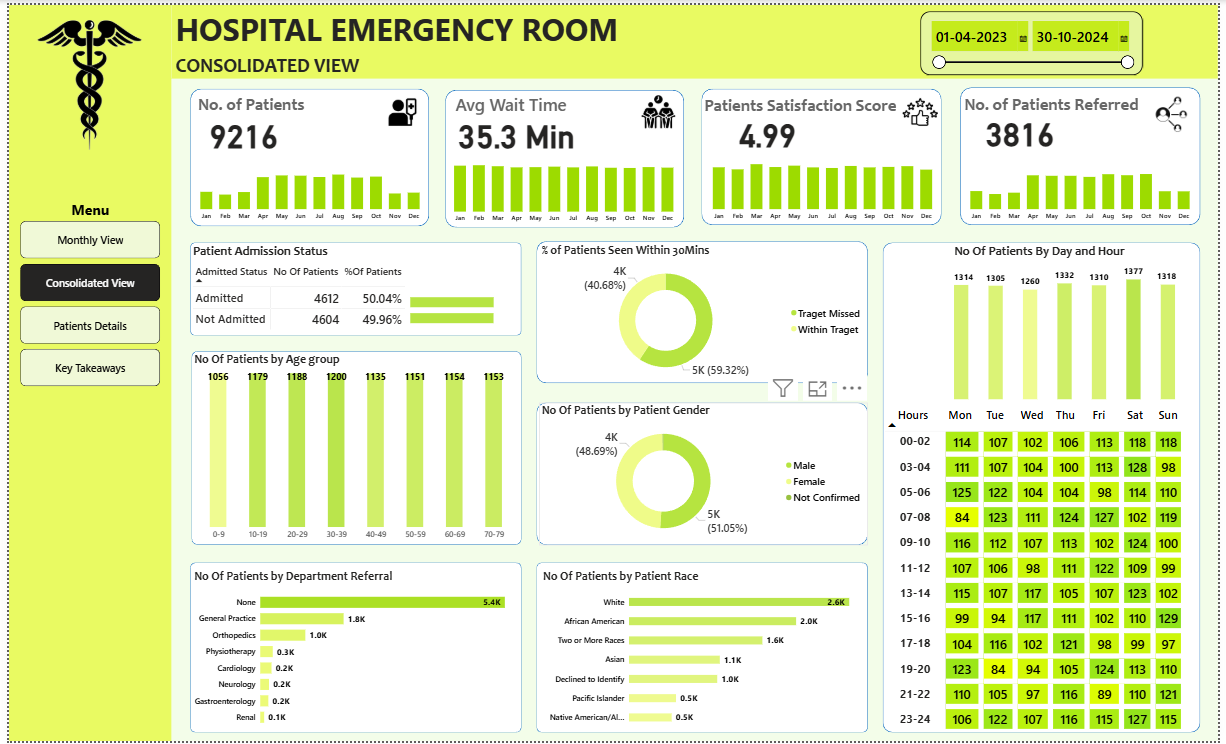 HOSPITAL EMERGENCY ROOM
CONSOLIDATED VIEW
01-04-2023 30-10-2024
No. of Patients
9216
Jan Feb Mar Apr May Jun Jul Aug Sep Oct Nov Dec
Avg Wait Time
35.3 Min
Jan Feb Mar Apr May Jun Jul Aug Sep Oct Nov Dec
Patients Satisfaction Score
4.99
Jan Feb Mar Apr May Jun Jul Aug Sep Oct Nov Dec
No. of Patients Referred
3816
Jan Feb Mar Apr May Jun Jul Aug Sep Oct Nov Dec
Menu
Monthly View
Consolidated View
Patients Details
Key Takeaways
Patient Admission Status
Admitted Status No Of Patients %Of Patients
Admitted 4612 50.04%
Not Admitted 4604 49.96%
No Of Patients by Age group
1056 1179 1188 1200 1135 1151 1154 1153
0-9 10-19 20-29 30-39 40-49 50-59 60-69 70-79
No Of Patients by Department Referral
None 5.4K
General Practice 1.8K
Orthopedics 1.0K
Physiotherapy 0.3K
Cardiology 0.2K
Neurology 0.2K
Gastroenterology 0.2K
Renal 0.1K
% of Patients Seen Within 30Mins
4K
(40.68%)
Traget Missed
Within Traget
5K (59.32%)
No Of Patients by Patient Gender
4K
(48.69%)
Male
Female
Not Confirmed
5K
(51.05%)
No Of Patients by Patient Race
White 2.6K
African American 2.0K
Two or More Races 1.6K
Asian 1.1K
Declined to Identify 1.0K
Pacific Islander 0.5K
Native American/Al... 0.5K
No Of Patients By Day and Hour
1314 1305 1260 1332 1310 1377 1318
Hours Mon Tue Wed Thu Fri Sat Sun
00-02 114 107 102 106 113 118 118
03-04 111 107 104 100 113 128 98
05-06 125 122 104 104 98 114 110
07-08 84 123 111 124 127 102 119
09-10 116 112 107 113 102 124 100
11-12 107 106 98 111 122 109 99
13-14 115 107 117 105 107 123 102
15-16 99 94 117 111 102 110 129
17-18 104 116 102 121 98 99 97
19-20 123 84 94 105 124 113 110
21-22 110 105 97 116 89 110 121
23-24 106 122 107 116 115 127 115